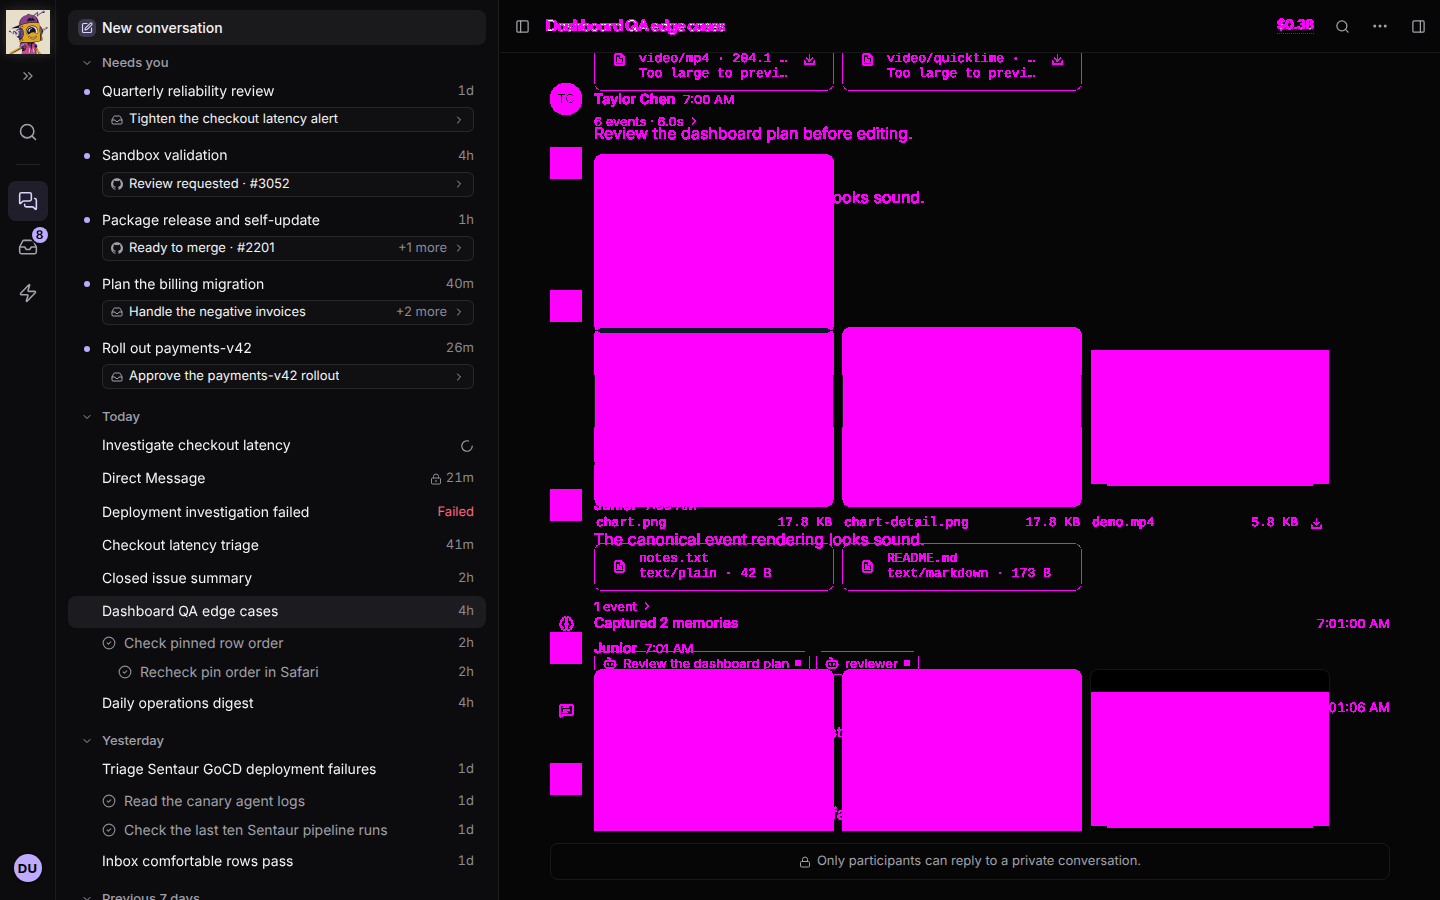 New conversation
Needs you
Quarterly reliability review 1d
Tighten the checkout latency alert
Sandbox validation 4h
Review requested · #3052
Package release and self-update 1h
Ready to merge · #2201 +1 more
8
Plan the billing migration 40m
Handle the negative invoices +2 more
Roll out payments-v42 26m
Approve the payments-v42 rollout
Today
Investigate checkout latency
Direct Message 21m
Deployment investigation failed Failed
Checkout latency triage 41m
Closed issue summary 2h
Dashboard QA edge cases 4h
Check pinned row order 2h
Recheck pin order in Safari 2h
Daily operations digest 4h
Yesterday
Triage Sentaur GoCD deployment failures 1d
Read the canary agent logs 1d
Check the last ten Sentaur pipeline runs 1d
Inbox comfortable rows pass 1d
Previous 7 days
DU
Dashboard QA edge cases $0.38
video/mp4 · 204.1 … video/quicktime · …
Too large to previ… Too large to previ…
TC Taylor Chen 7:00 AM
6 events · 6.0s
Review the dashboard plan before editing.
looks sound.
Junior
chart.png 17.8 KB chart-detail.png 17.8 KB demo.mp4 5.8 KB
The canonical event rendering looks sound.
notes.txt README.md
text/plain · 42 B text/markdown · 173 B
1 event
Captured 2 memories 7:01:00 AM
Junior 7:01 AM
Review the dashboard plan reviewer
01:06 AM
Only participants can reply to a private conversation.